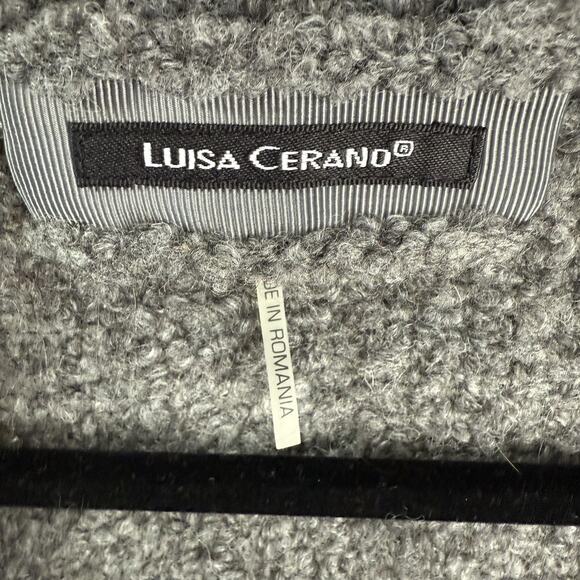 LUISA CERANO®
DE IN ROMANIA